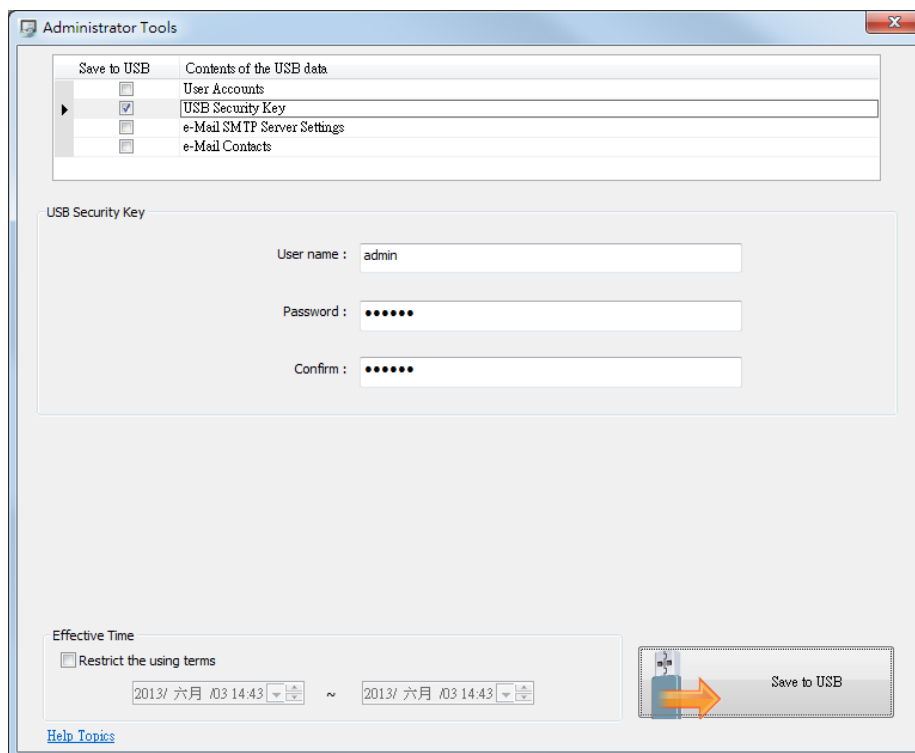 Administrator Tools
Save to USB Contents of the USB data
User Accounts
USB Security Key
e-Mail SMTP Server Settings
e-Mail Contacts
USB Security Key
User name : admin
Password : ••••••
Confirm : ••••••
Effective Time
Restrict the using terms
2013/ 六月 /03 14:43 ~ 2013/ 六月 /03 14:43
Save to USB
Help Topics